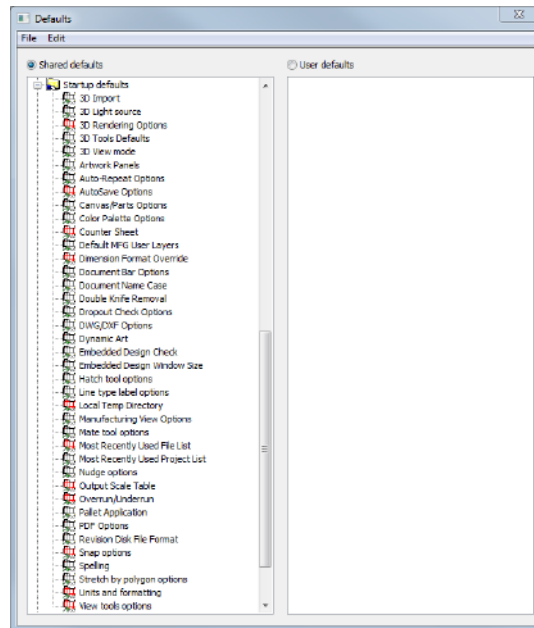 Defaults
File Edit
Shared defaults
User defaults
Startup defaults
3D Import
3D Light source
3D Rendering Options
3D Tools Defaults
3D View mode
Artwork Panels
Auto-Repeat Options
AutoSave Options
Canvas/Parts Options
Color Palette Options
Counter Sheet
Default MFG User Layers
Dimension Format Override
Document Bar Options
Document Name Case
Double Knife Removal
Dropout Check Options
DWG/DXF Options
Dynamic Art
Embedded Design Check
Embedded Design Window Size
Hatch tool options
Line type label options
Local Temp Directory
Manufacturing View Options
Mate tool options
Most Recently Used File List
Most Recently Used Project List
Nudge options
Output Scale Table
Overrun/Underrun
Pallet Application
PDF Options
Revision Disk File Format
Snap options
Spelling
Stretch by polygon options
Units and formatting
View tools options